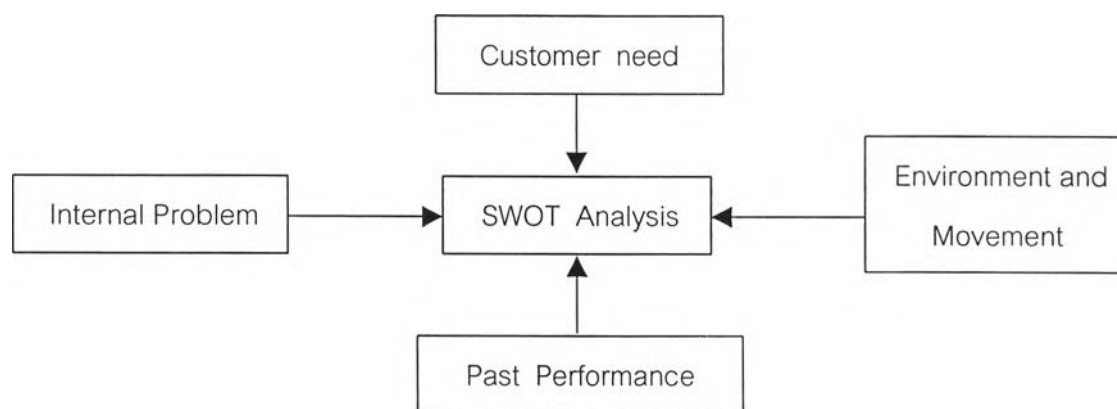 Customer need
Internal Problem
SWOT Analysis
Environment and
Movement
Past Performance